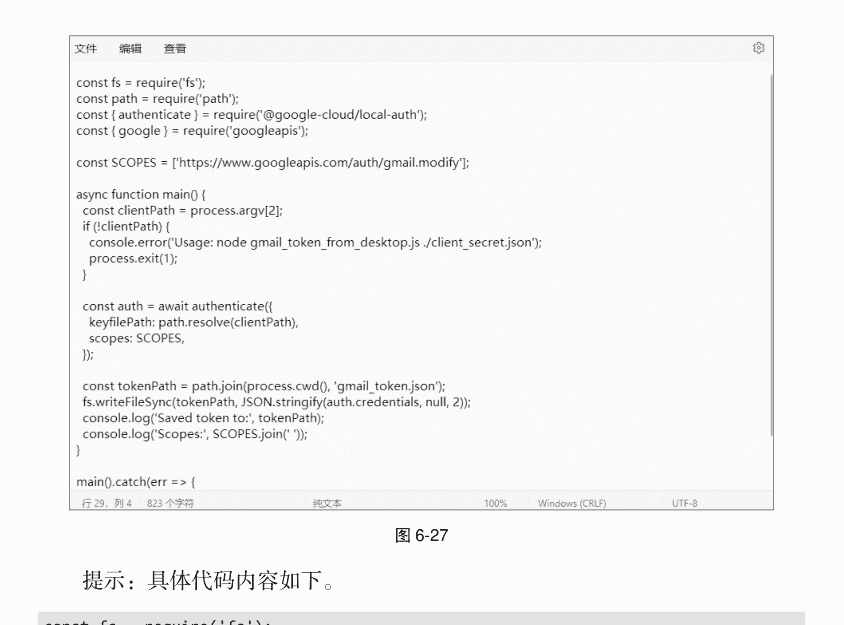 文件 编辑 查看
const fs = require('fs');
const path = require('path');
const { authenticate } = require('@google-cloud/local-auth');
const { google } = require('googleapis');
const SCOPES = ['https://www.googleapis.com/auth/gmail.modify'];
async function main() {
const clientPath = process.argv[2];
if (!clientPath) {
console.error('Usage: node gmail_token_from_desktop.js ./client_secret.json');
process.exit(1);
}
const auth = await authenticate({
keyfilePath: path.resolve(clientPath),
scopes: SCOPES,
});
const tokenPath = path.join(process.cwd(), 'gmail_token.json');
fs.writeFileSync(tokenPath, JSON.stringify(auth.credentials, null, 2));
console.log('Saved token to:', tokenPath);
console.log('Scopes:', SCOPES.join(' '));
}
main().catch(err => {
行 29，列 4 823 个字符 纯文本 100% Windows (CRLF) UTF-8
图 6-27
提示：具体代码内容如下。
const fs = require('fs');